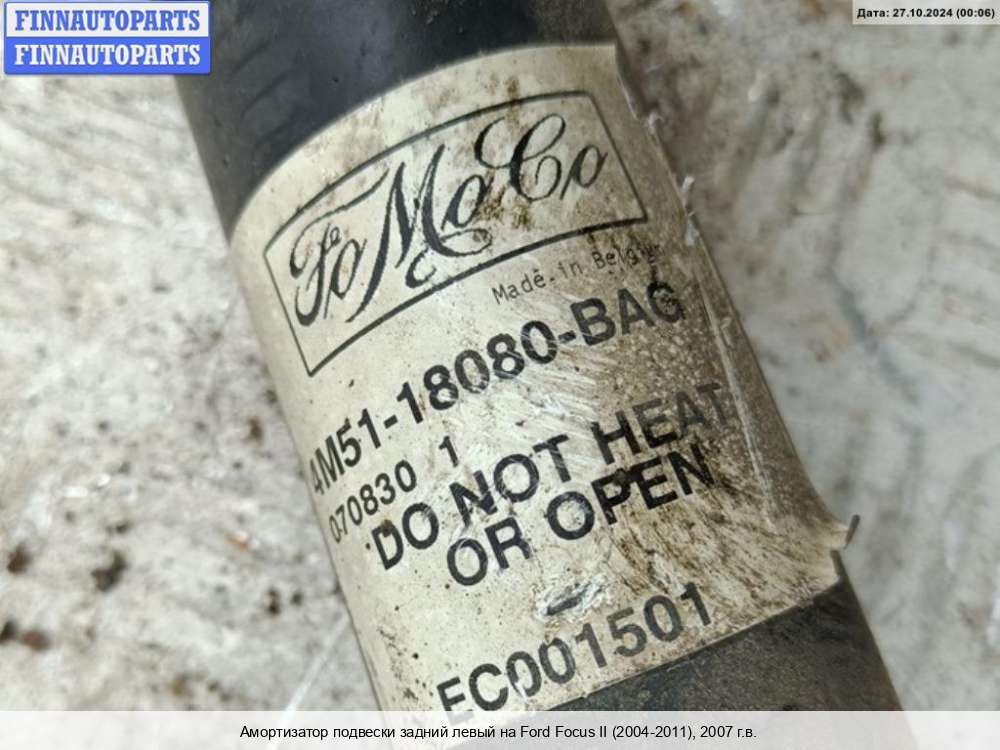 FINNAUTOPARTS
FINNAUTOPARTS
Дата: 27.10.2024 (00:06)
FoMoCo
Made in Belgium
4M51-18080-BAG
070830 1
DO NOT HEAT
OR OPEN
EC001501
Амортизатор подвески задний левый на Ford Focus II (2004-2011), 2007 г.в.